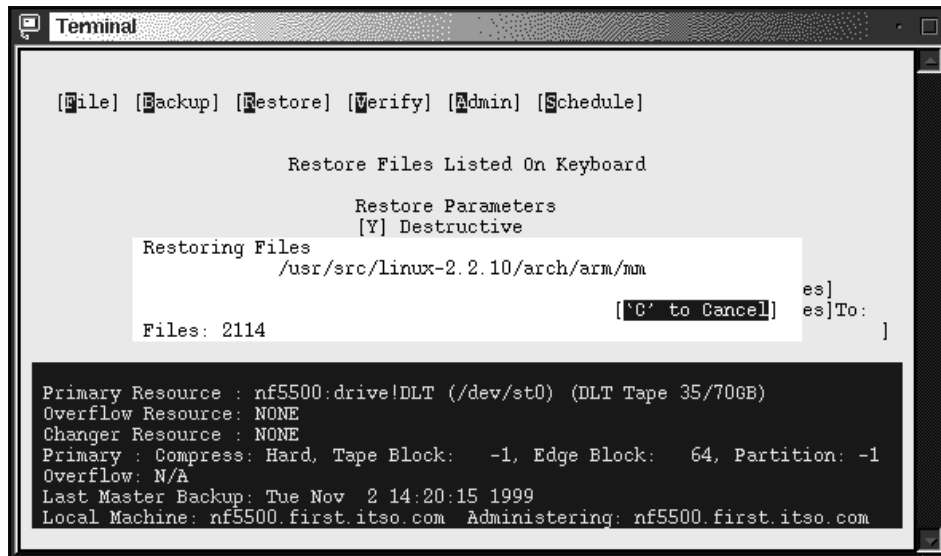 Terminal
[File] [Backup] [Restore] [Verify] [Admin] [Schedule]
Restore Files Listed On Keyboard
Restore Parameters
[Y] Destructive
Restoring Files
/usr/src/linux-2.2.10/arch/arm/mm
es]
[`C' to Cancel] es]To:
Files: 2114 ]
Primary Resource : nf5500:drive!DLT (/dev/st0) (DLT Tape 35/70GB)
Overflow Resource: NONE
Changer Resource : NONE
Primary : Compress: Hard, Tape Block: -1, Edge Block: 64, Partition: -1
Overflow: N/A
Last Master Backup: Tue Nov 2 14:20:15 1999
Local Machine: nf5500.first.itso.com Administering: nf5500.first.itso.com